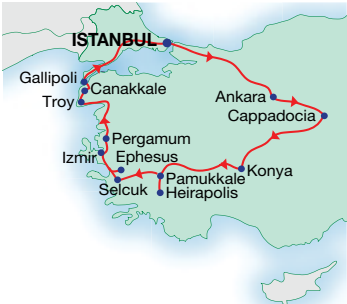 ISTANBUL
Gallipoli
Canakkale
Troy
Ankara
Cappadocia
Pergamum
Izmir
Ephesus
Selcuk
Pamukkale
Heirapolis
Konya